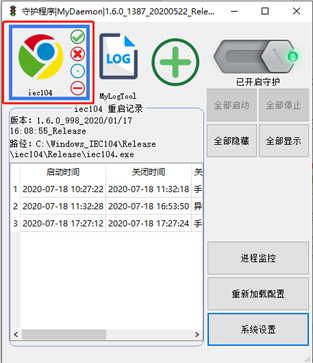 守护程序|MyDaemon|1.6.0_1387_20200522_Rele...
LOG
iec104
MyLogTool
已开启守护
iec104 重启记录
版本: 1.6.0_998_2020/01/17
16:08:55_Release
路径: C:\Windows_IEC104\Release
\iec104\Release\iec104.exe
全部启动 全部停止
全部隐藏 全部显示
启动时间 关闭时间 关
1 2020-07-18 10:27:22 2020-07-18 11:32:18 手
2 2020-07-18 11:32:28 2020-07-18 16:53:50 异
3 2020-07-18 17:27:12 2020-07-18 17:27:24 手
进程监控
重新加载配置
系统设置